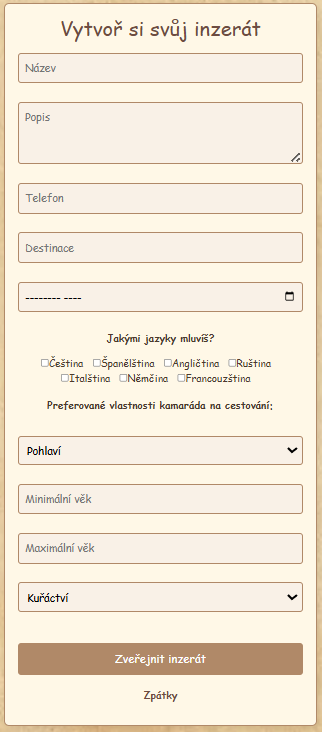 Vytvoř si svůj inzerát
Název
Popis
Telefon
Destinace
-------- ----
Jakými jazyky mluvíš?
Čeština Španělština Angličtina Ruština
Italština Němčina Francouzština
Preferované vlastnosti kamaráda na cestování:
Pohlaví
Minimální věk
Maximální věk
Kuřáctví
Zveřejnit inzerát
Zpátky